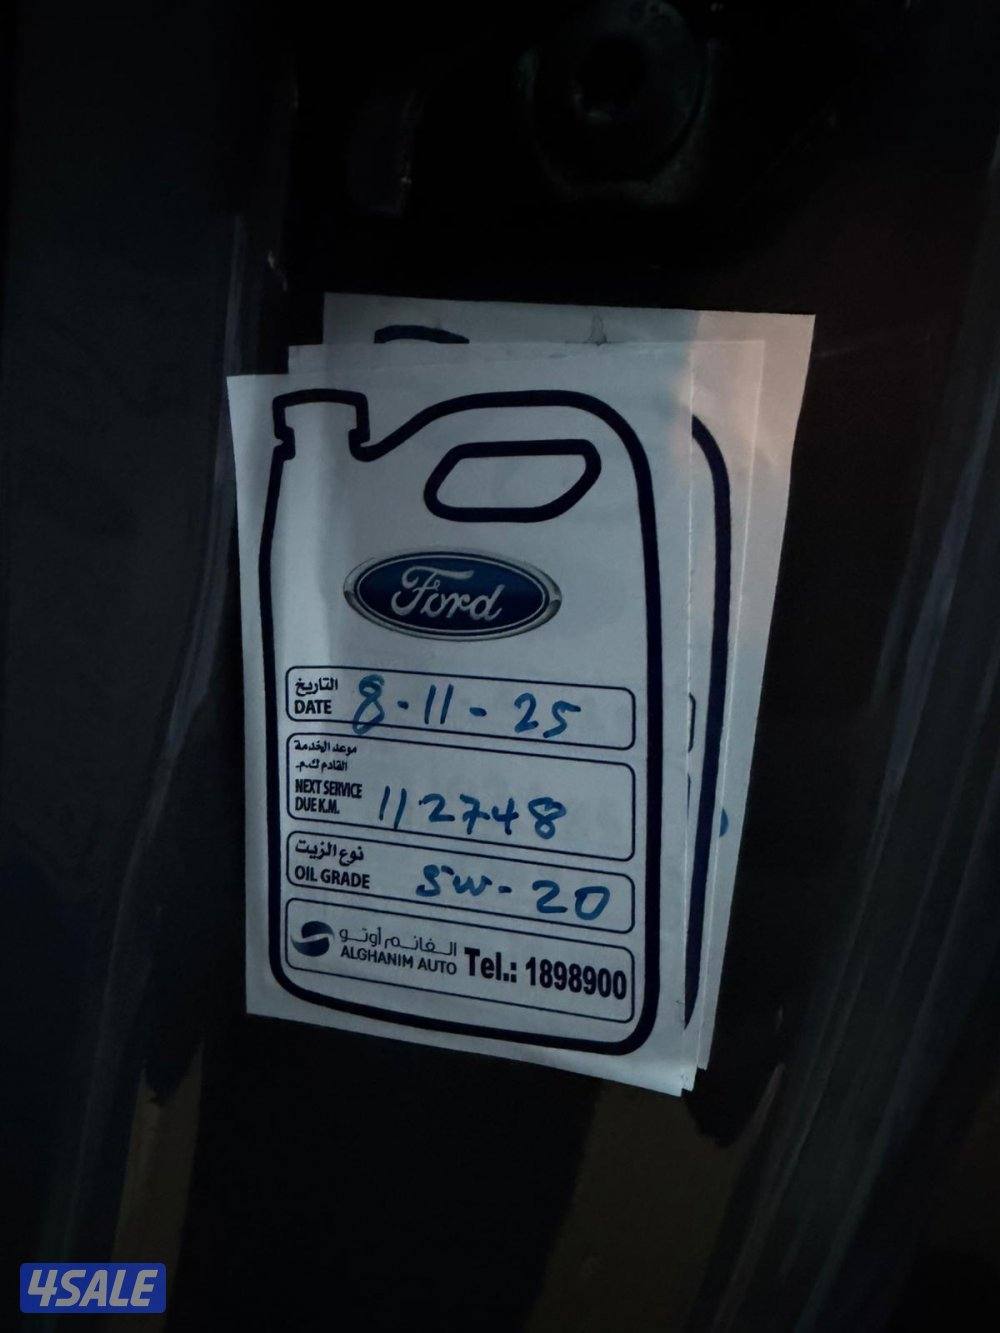 Ford
التاريخ
DATE 8-11-25
موعد الخدمة
القادم ك.م.
NEXT SERVICE
DUE K.M. 112748
نوع الزيت
OIL GRADE 5w-20
الغانم أوتو
ALGHANIM AUTO Tel.: 1898900
4SALE